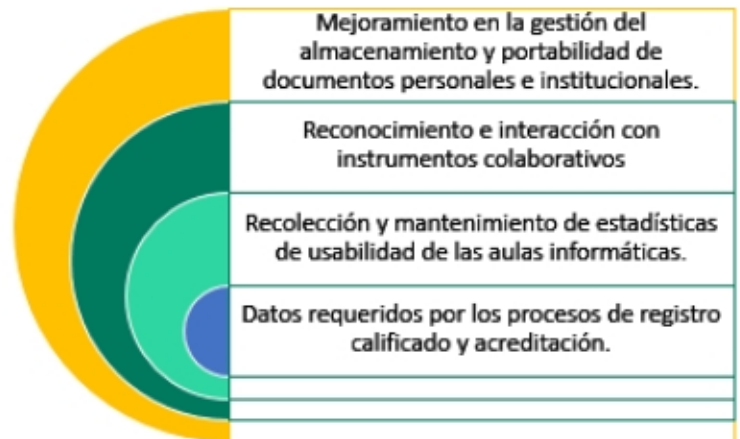 Mejoramiento en la gestión del
almacenamiento y portabilidad de
documentos personales e institucionales.
Reconocimiento e interacción con
instrumentos colaborativos
Recolección y mantenimiento de estadísticas
de usabilidad de las aulas informáticas.
Datos requeridos por los procesos de registro
calificado y acreditación.